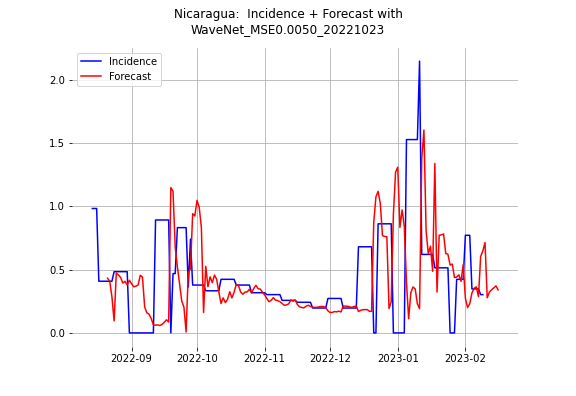 Nicaragua:  Incidence + Forecast with
WaveNet_MSE0.0050_20221023
Incidence
Forecast
2.0
1.5
1.0
0.5
0.0
2022-09 2022-10 2022-11 2022-12 2023-01 2023-02